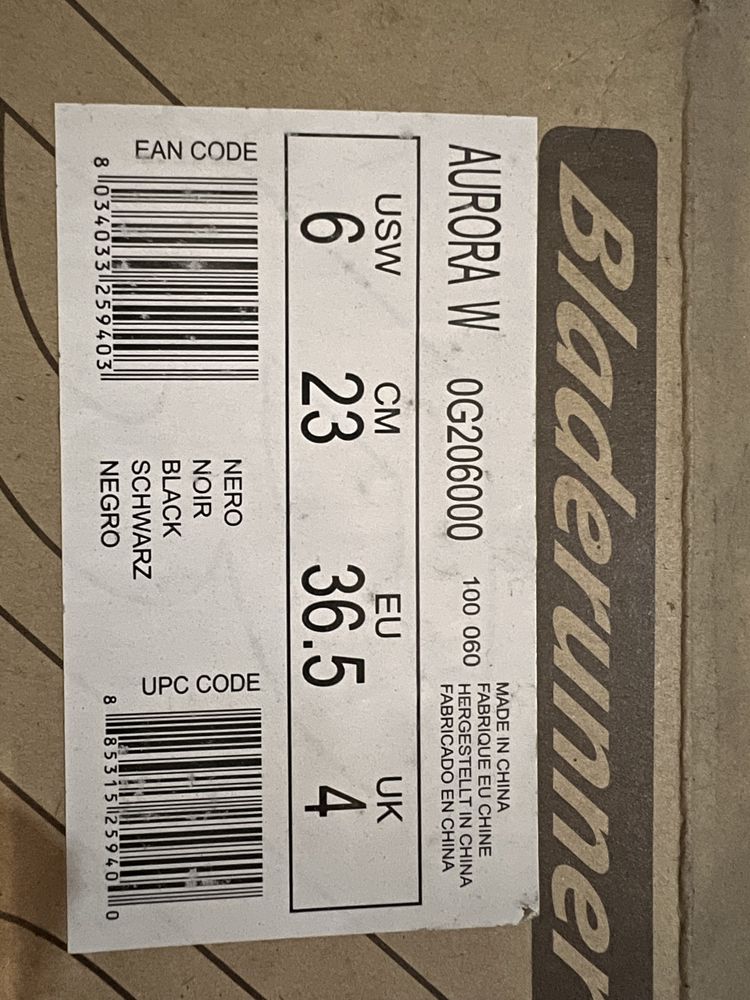 Bladerunner
AURORA W 0G206000 100 060
MADE IN CHINA
FABRIQUE EU CHINE
HERGESTELLT IN CHINA
FABRICADO EN CHINA
USW CM EU UK
6 23 36.5 4
EAN CODE
8 034033 259403
NERO
NOIR
BLACK
SCHWARZ
NEGRO
UPC CODE
8 85315 25940 0